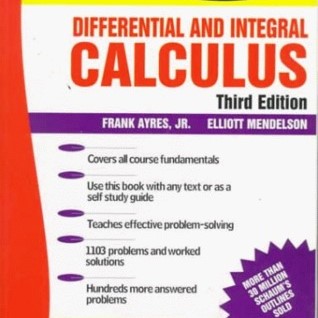 DIFFERENTIAL AND INTEGRAL
CALCULUS
Third Edition
FRANK AYRES, JR. ELLIOTT MENDELSON
Covers all course fundamentals
Use this book with any text or as a
self study guide
Teaches effective problem-solving
1103 problems and worked
solutions
Hundreds more answered
problems
MORE THAN
30 MILLION
SCHAUM'S
OUTLINES
SOLD